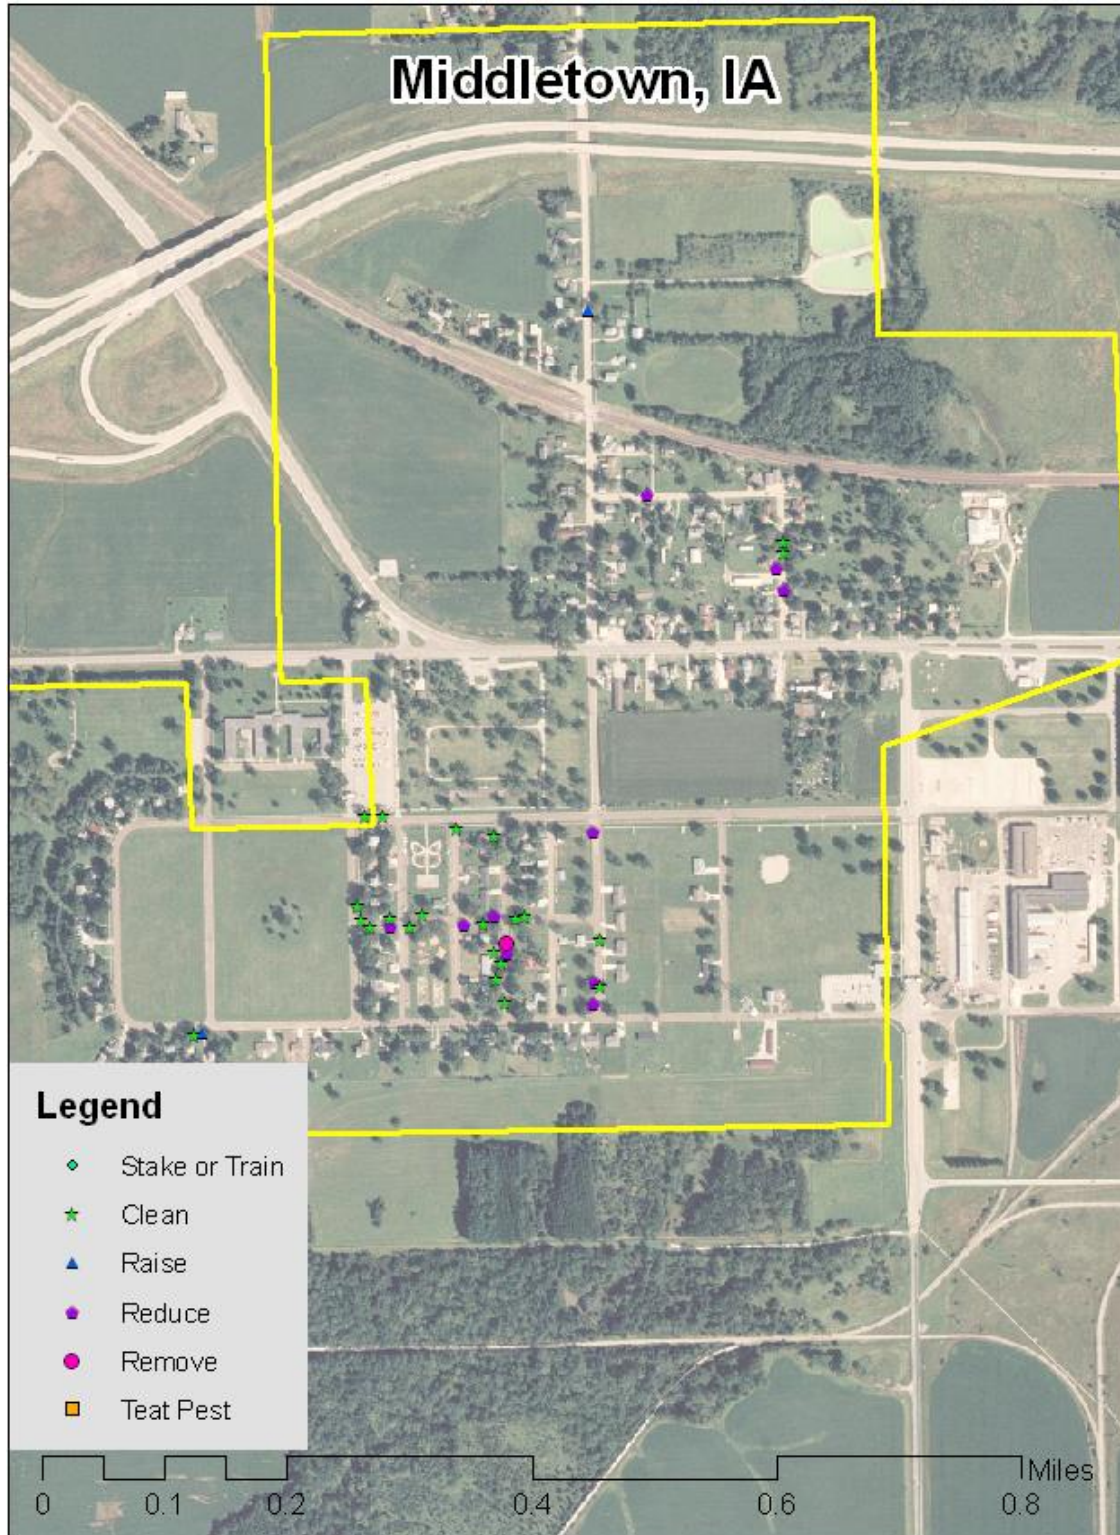 Middletown, IA
Legend
Stake or Train
Clean
Raise
Reduce
Remove
Teat Pest
Miles
0 0.1 0.2 0.4 0.6 0.8